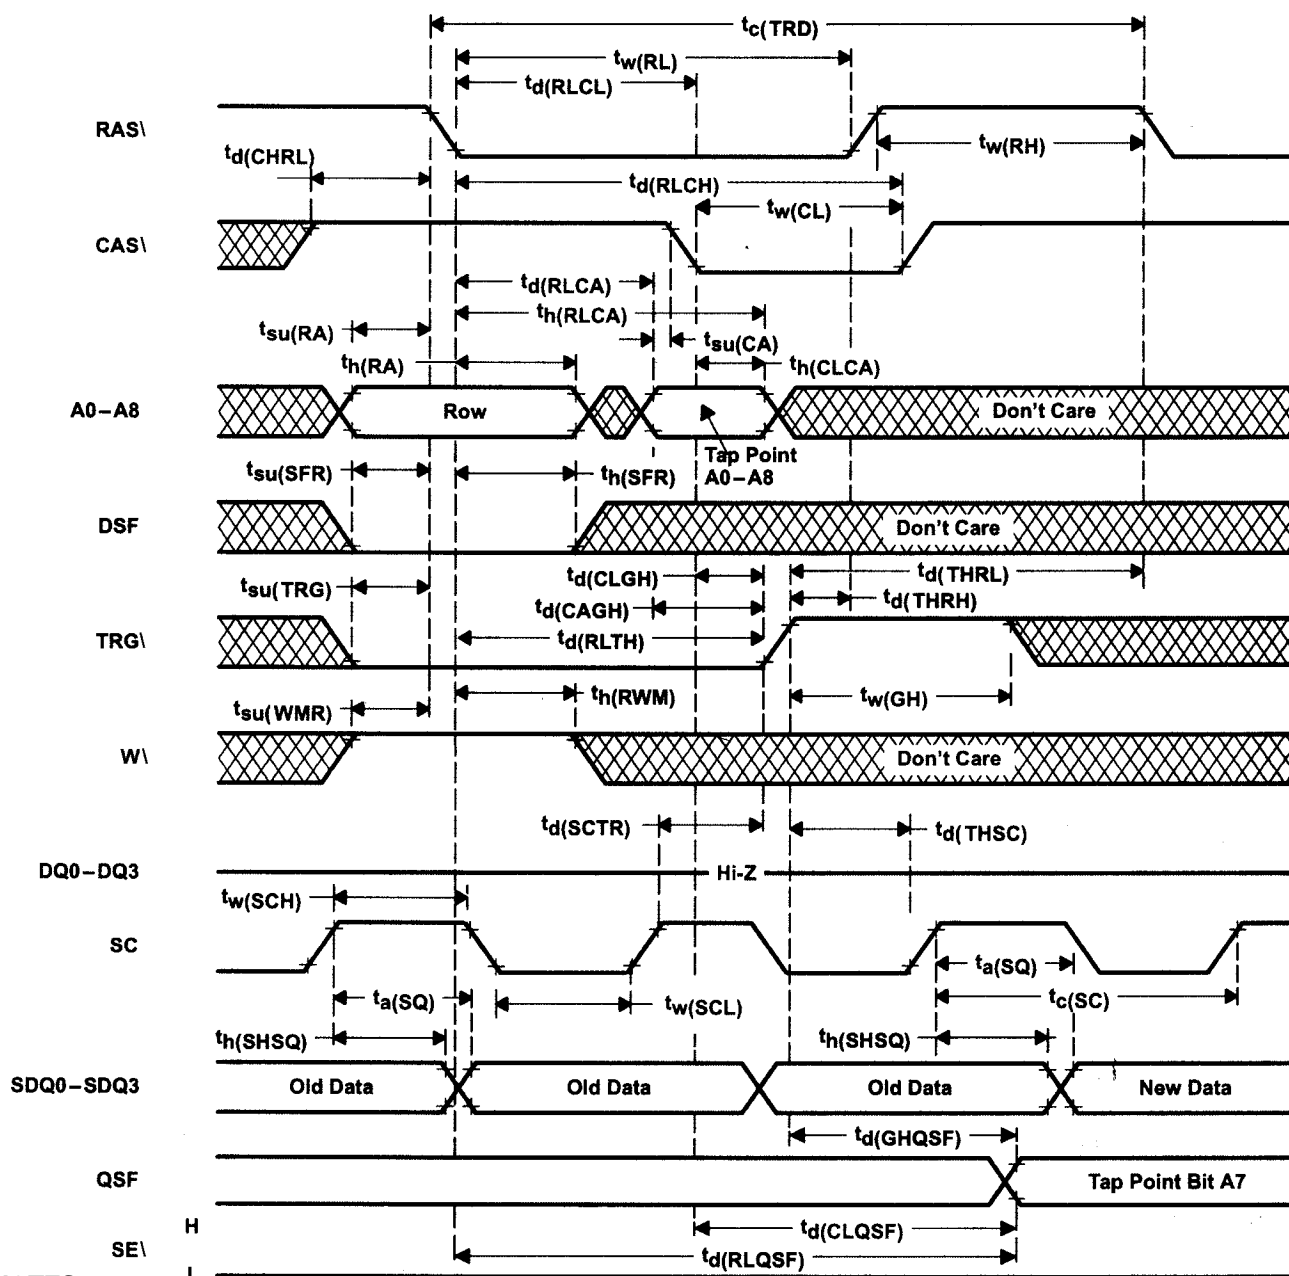 tc(TRD)
tw(RL)
td(RLCL)
RAS\
tw(RH)
td(CHRL)
td(RLCH)
tw(CL)
CAS\
td(RLCA)
th(RLCA)
tsu(RA)
tsu(CA)
th(RA)
th(CLCA)
A0–A8
Row
Don't Care
Tap Point
A0–A8
tsu(SFR)
th(SFR)
DSF
Don't Care
td(CLGH)
td(THRL)
tsu(TRG)
td(CAGH)
td(THRH)
TRG\
td(RLTH)
th(RWM)
tw(GH)
tsu(WMR)
W\
Don't Care
td(SCTR)
td(THSC)
DQ0–DQ3
Hi-Z
tw(SCH)
SC
ta(SQ)
ta(SQ)
tw(SCL)
tc(SC)
th(SHSQ)
th(SHSQ)
SDQ0–SDQ3
Old Data
Old Data
Old Data
New Data
td(GHQSF)
QSF
Tap Point Bit A7
H
td(CLQSF)
SE\
td(RLQSF)